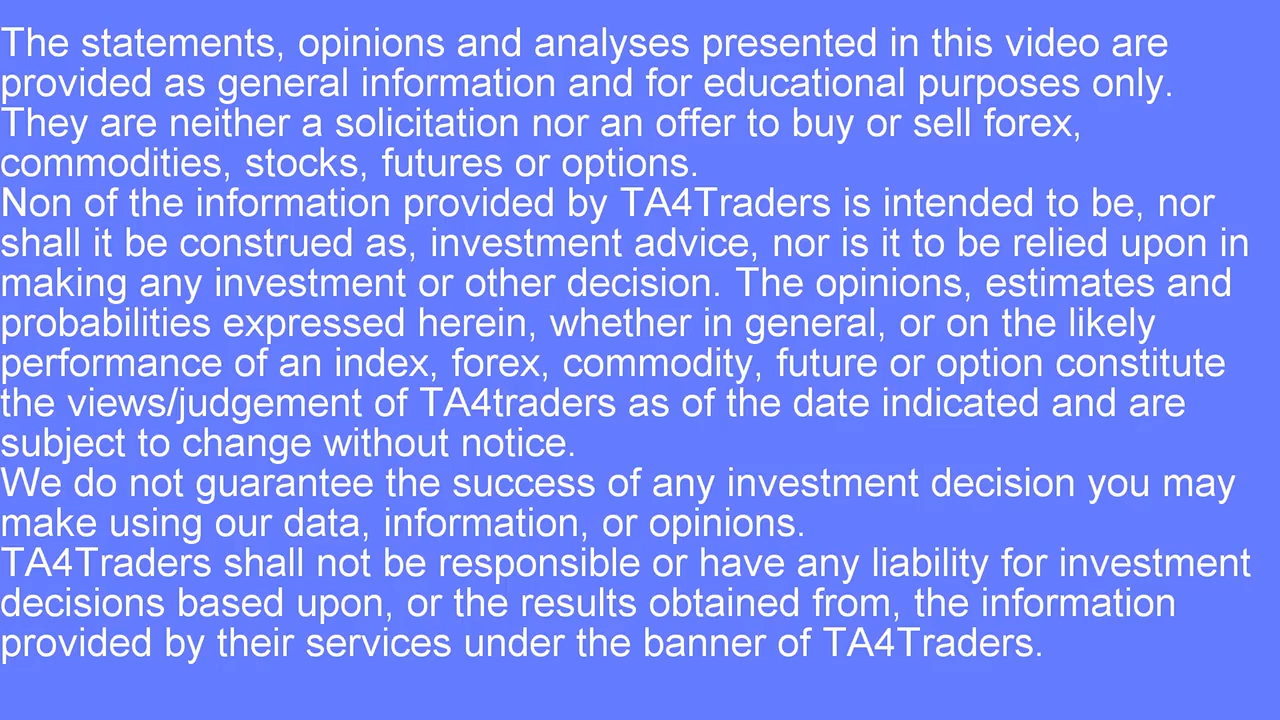 The statements, opinions and analyses presented in this video are
provided as general information and for educational purposes only.
They are neither a solicitation nor an offer to buy or sell forex,
commodities, stocks, futures or options.
Non of the information provided by TA4Traders is intended to be, nor
shall it be construed as, investment advice, nor is it to be relied upon in
making any investment or other decision. The opinions, estimates and
probabilities expressed herein, whether in general, or on the likely
performance of an index, forex, commodity, future or option constitute
the views/judgement of TA4traders as of the date indicated and are
subject to change without notice.
We do not guarantee the success of any investment decision you may
make using our data, information, or opinions.
TA4Traders shall not be responsible or have any liability for investment
decisions based upon, or the results obtained from, the information
provided by their services under the banner of TA4Traders.